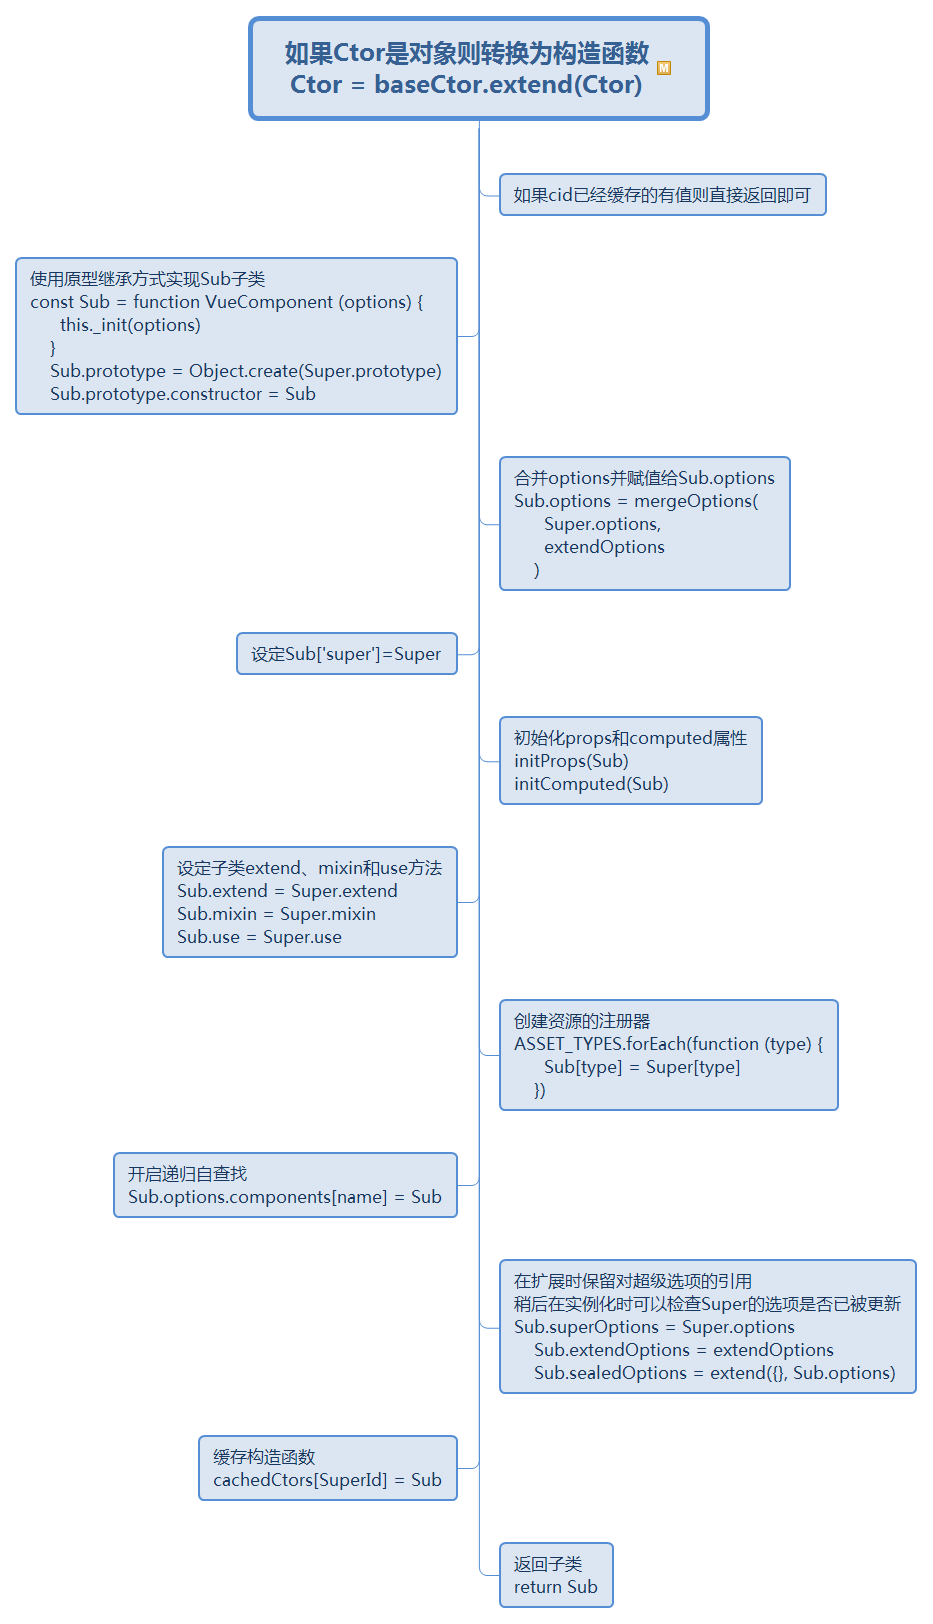 如果Ctor是对象则转换为构造函数
Ctor = baseCtor.extend(Ctor)
M
如果cid已经缓存的有值则直接返回即可
使用原型继承方式实现Sub子类
const Sub = function VueComponent (options) {
      this._init(options)
    }
    Sub.prototype = Object.create(Super.prototype)
    Sub.prototype.constructor = Sub
合并options并赋值给Sub.options
Sub.options = mergeOptions(
      Super.options,
      extendOptions
    )
设定Sub['super']=Super
初始化props和computed属性
initProps(Sub)
initComputed(Sub)
设定子类extend、mixin和use方法
Sub.extend = Super.extend
Sub.mixin = Super.mixin
Sub.use = Super.use
创建资源的注册器
ASSET_TYPES.forEach(function (type) {
      Sub[type] = Super[type]
    })
开启递归自查找
Sub.options.components[name] = Sub
在扩展时保留对超级选项的引用
稍后在实例化时可以检查Super的选项是否已被更新
Sub.superOptions = Super.options
    Sub.extendOptions = extendOptions
    Sub.sealedOptions = extend({}, Sub.options)
缓存构造函数
cachedCtors[SuperId] = Sub
返回子类
return Sub